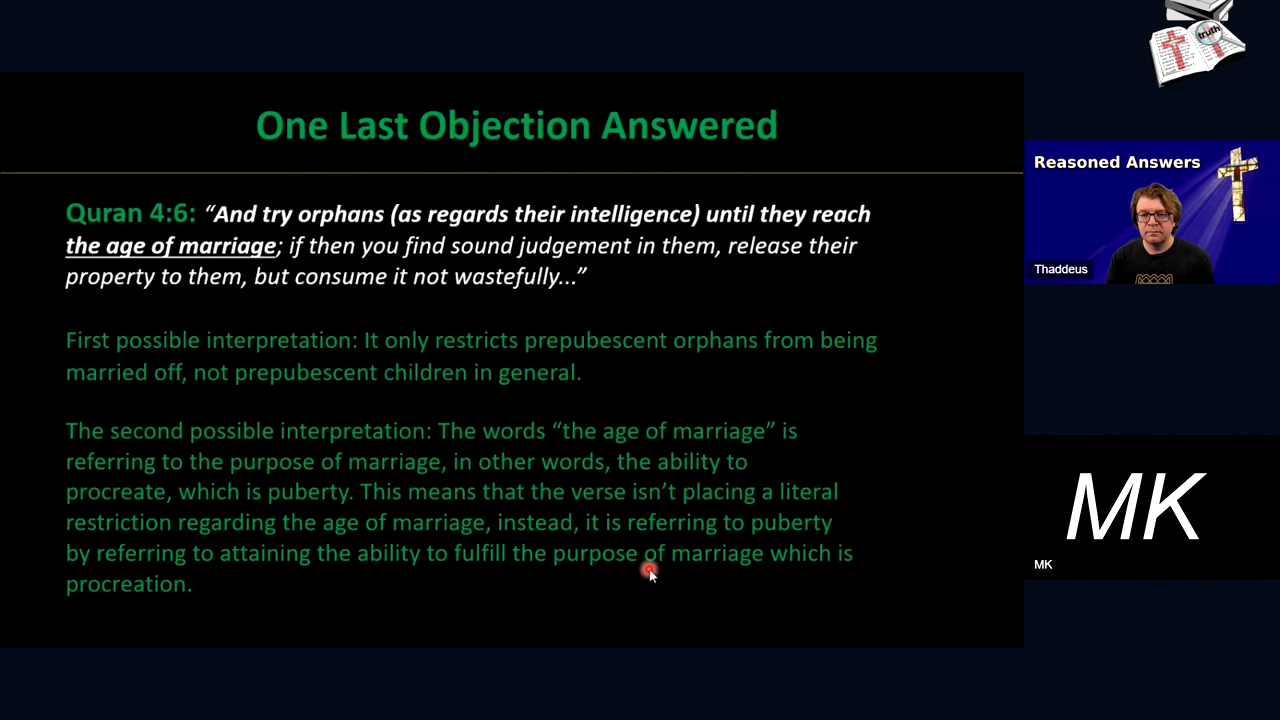 One Last Objection Answered
Quran 4:6: “And try orphans (as regards their intelligence) until they reach
the age of marriage; if then you find sound judgement in them, release their
property to them, but consume it not wastefully...”
First possible interpretation: It only restricts prepubescent orphans from being
married off, not prepubescent children in general.
The second possible interpretation: The words “the age of marriage” is
referring to the purpose of marriage, in other words, the ability to
procreate, which is puberty. This means that the verse isn’t placing a literal
restriction regarding the age of marriage, instead, it is referring to puberty
by referring to attaining the ability to fulfill the purpose of marriage which is
procreation.
truth
Reasoned Answers
Thaddeus
MK
MK